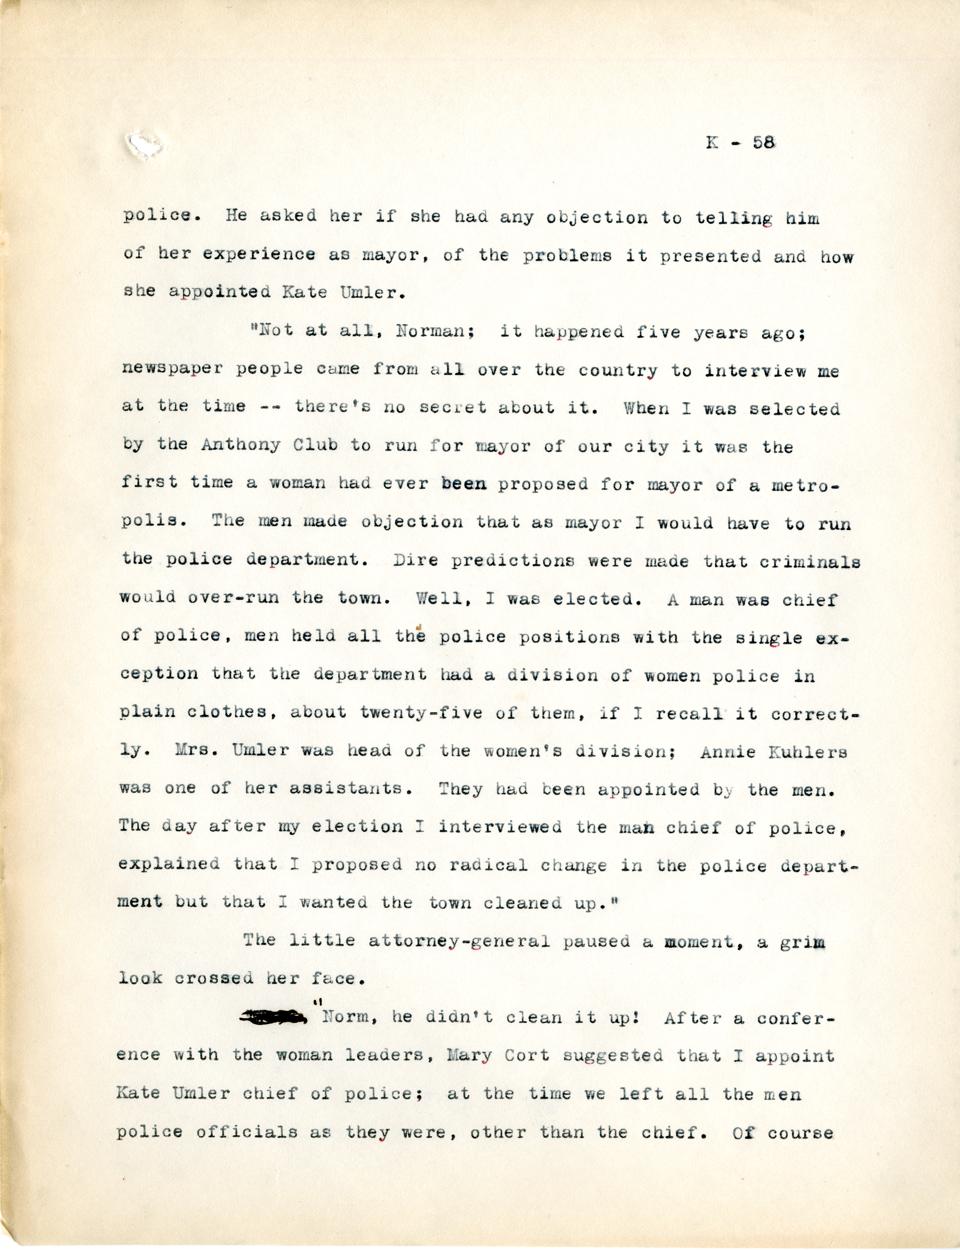 K - 58
police.  He asked her if she had any objection to telling him
of her experience as mayor, of the problems it presented and how
she appointed Kate Umler.
"Not at all, Norman;  it happened five years ago;
newspaper people came from all over the country to interview me
at the time -- there's no secret about it.  When I was selected
by the Anthony Club to run for mayor of our city it was the
first time a woman had ever been proposed for mayor of a metro-
polis.  The men made objection that as mayor I would have to run
the police department.  Dire predictions were made that criminals
would over-run the town.  Well, I was elected.  A man was chief
of police, men held all the police positions with the single ex-
ception that the department had a division of women police in
plain clothes, about twenty-five of them, if I recall it correct-
ly.  Mrs. Umler was head of the women's division;  Annie Kuhlers
was one of her assistants.  They had been appointed by the men.
The day after my election I interviewed the man chief of police,
explained that I proposed no radical change in the police depart-
ment but that I wanted the town cleaned up."
The little attorney-general paused a moment, a grim
look crossed her face.
"Norm, he didn't clean it up!  After a confer-
ence with the woman leaders, Mary Cort suggested that I appoint
Kate Umler chief of police;  at the time we left all the men
police officials as they were, other than the chief.  Of course